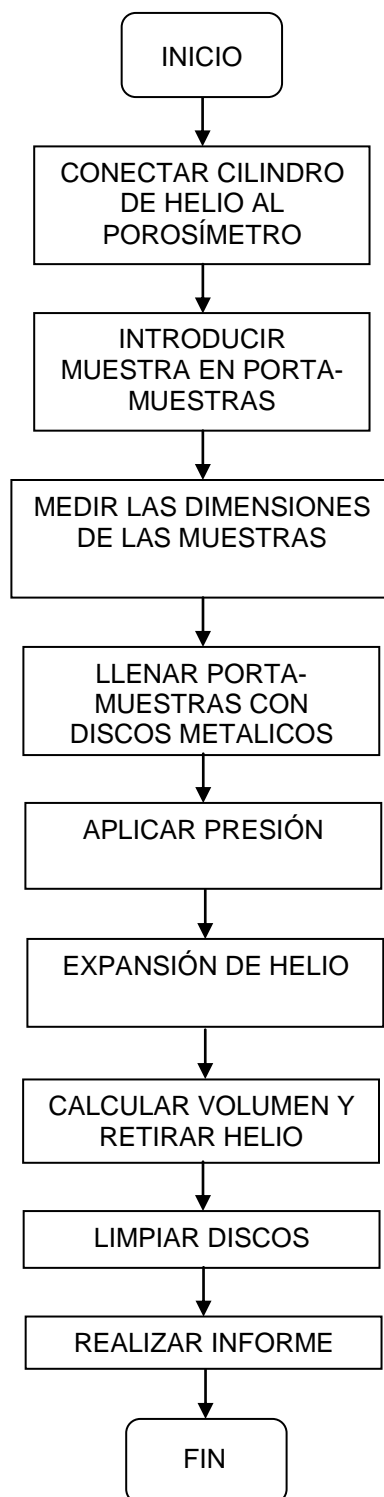 INICIO
CONECTAR CILINDRO
DE HELIO AL
POROSÍMETRO
INTRODUCIR
MUESTRA EN PORTA-
MUESTRAS
MEDIR LAS DIMENSIONES
DE LAS MUESTRAS
LLENAR PORTA-
MUESTRAS CON
DISCOS METALICOS
APLICAR PRESIÓN
EXPANSIÓN DE HELIO
CALCULAR VOLUMEN Y
RETIRAR HELIO
LIMPIAR DISCOS
REALIZAR INFORME
FIN